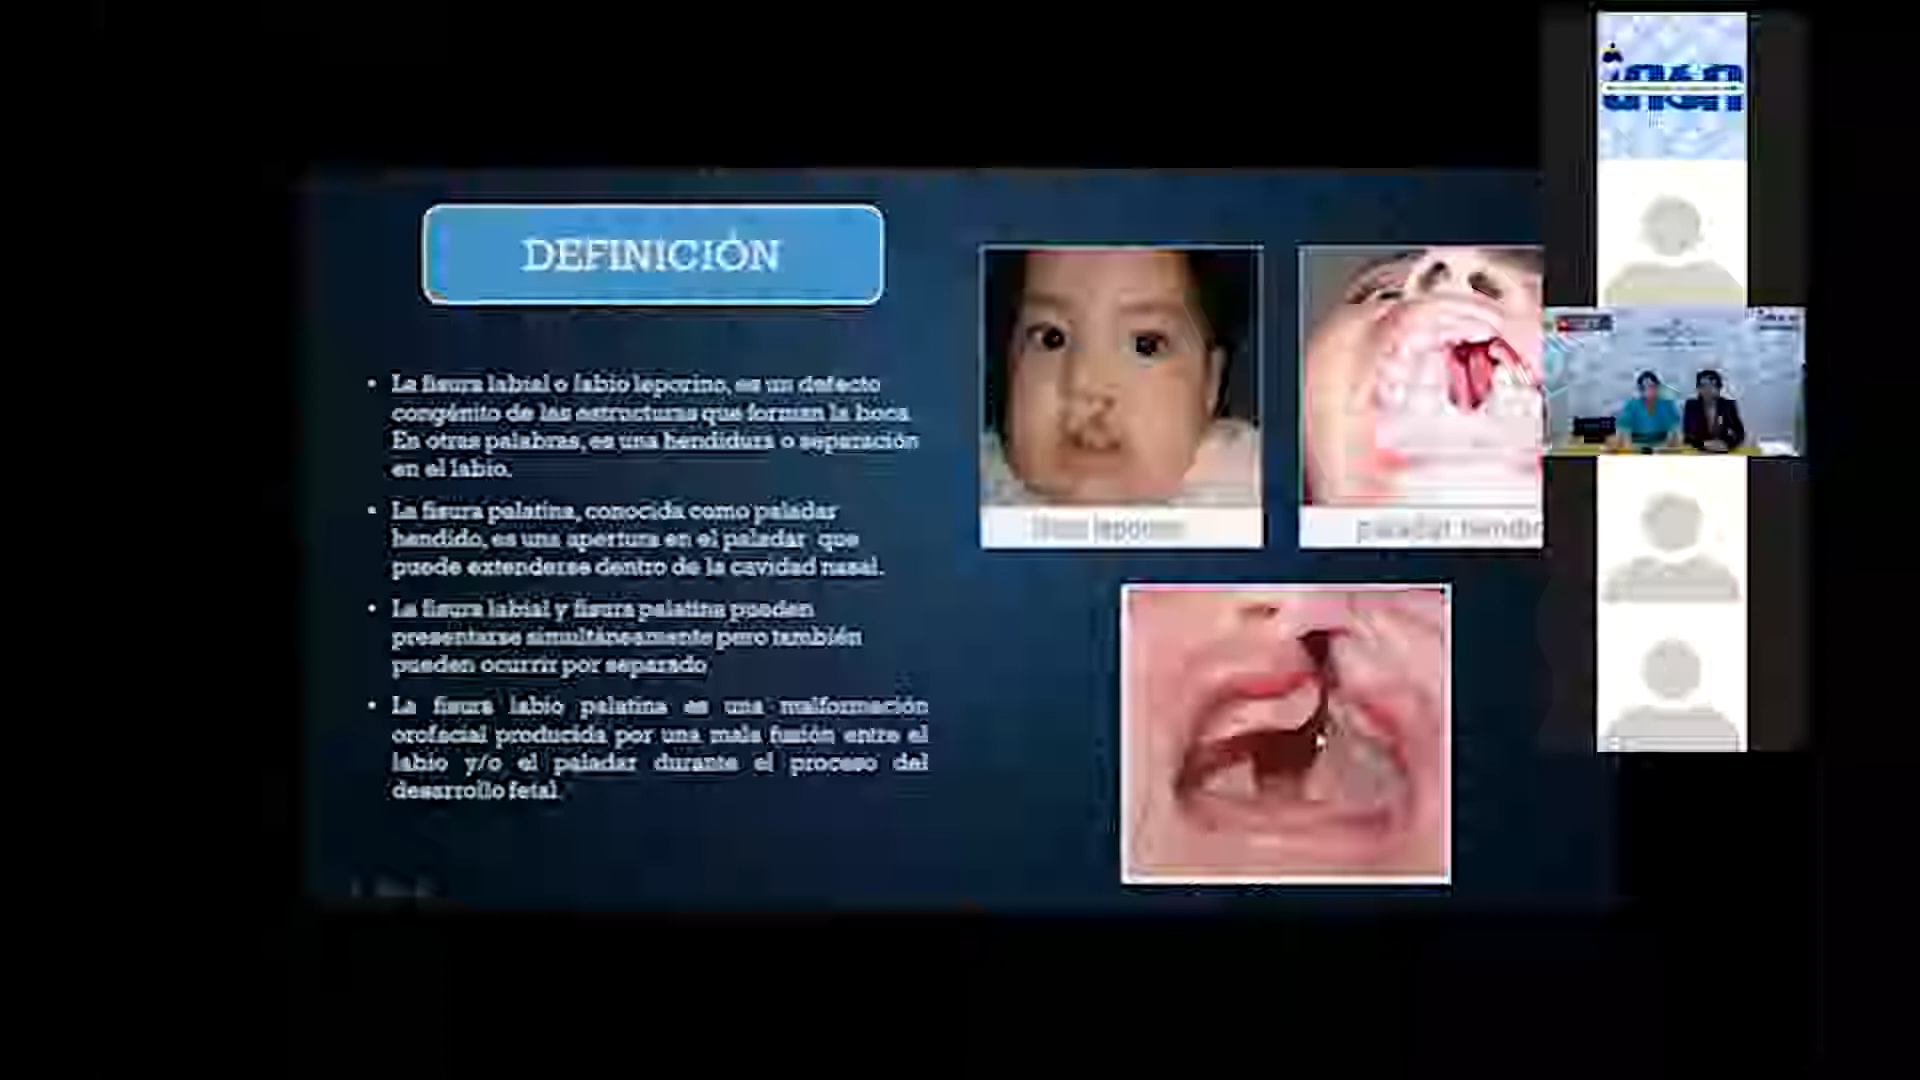 DEFINICIÓN
• La fisura labial o labio leporino, es un defecto
congénito de las estructuras que forman la boca.
En otras palabras, es una hendidura o separación
en el labio.
• La fisura palatina, conocida como paladar
hendido, es una apertura en el paladar que
puede extenderse dentro de la cavidad nasal.
• La fisura labial y fisura palatina pueden
presentarse simultáneamente pero también
pueden ocurrir por separado
• La fisura labio palatina es una malformación
orofacial producida por una mala fusión entre el
labio y/o el paladar durante el proceso del
desarrollo fetal.
labio leporino
paladar hendido